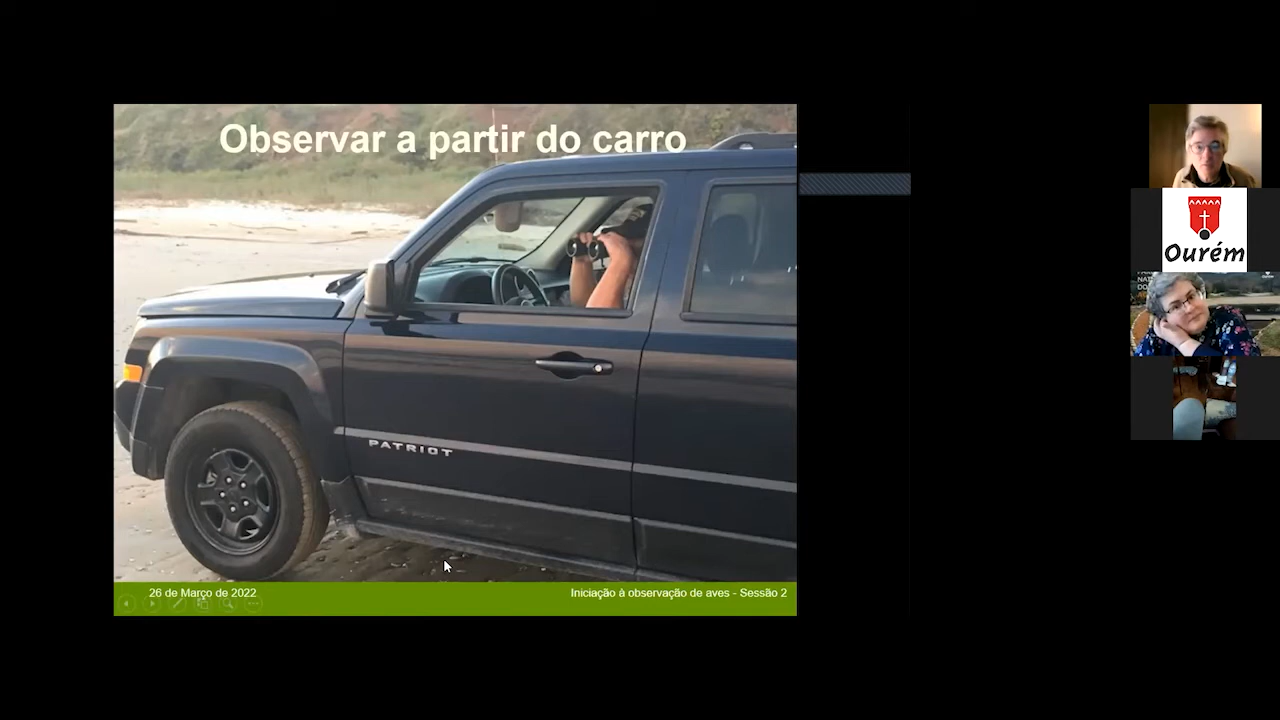 Observar a partir do carro
PATRIOT
26 de Março de 2022
Iniciação à observação de aves - Sessão 2
Ourém